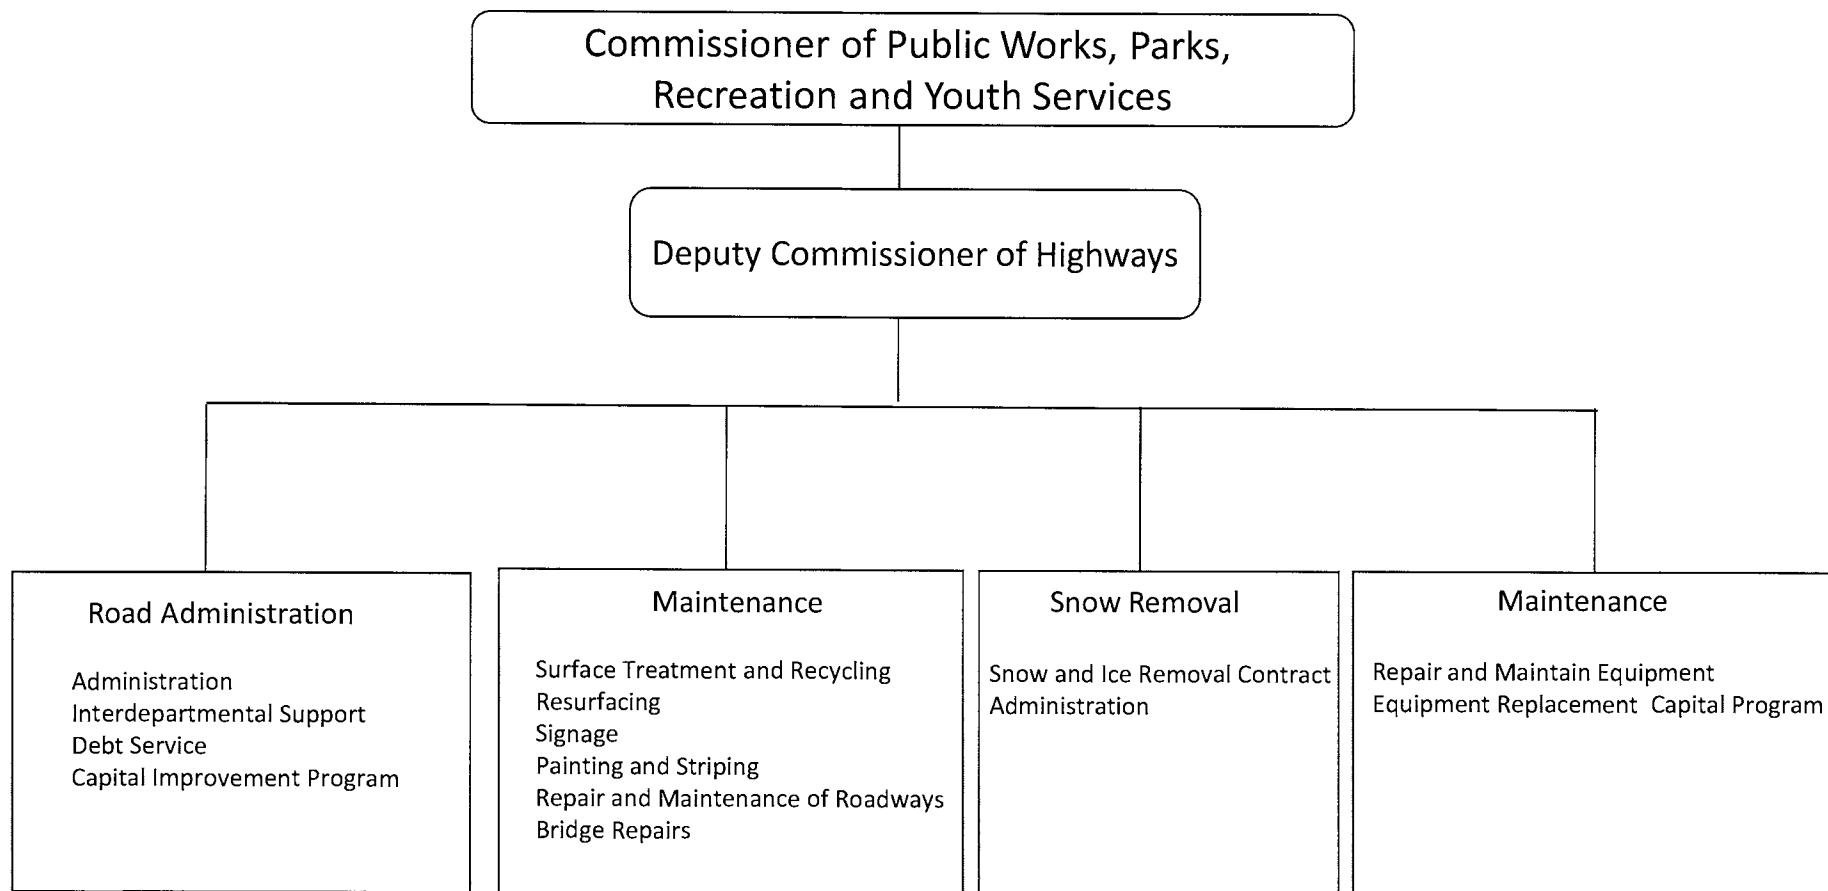 Commissioner of Public Works, Parks,
Recreation and Youth Services
Deputy Commissioner of Highways
Road Administration
Administration
Interdepartmental Support
Debt Service
Capital Improvement Program
Maintenance
Surface Treatment and Recycling
Resurfacing
Signage
Painting and Striping
Repair and Maintenance of Roadways
Bridge Repairs
Snow Removal
Snow and Ice Removal Contract
Administration
Maintenance
Repair and Maintain Equipment
Equipment Replacement  Capital Program